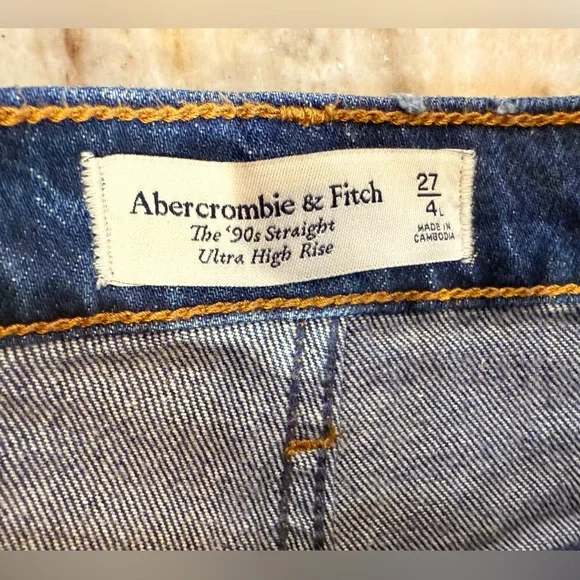 Abercrombie & Fitch
The '90s Straight
Ultra High Rise
27
4L
MADE IN
CAMBODIA